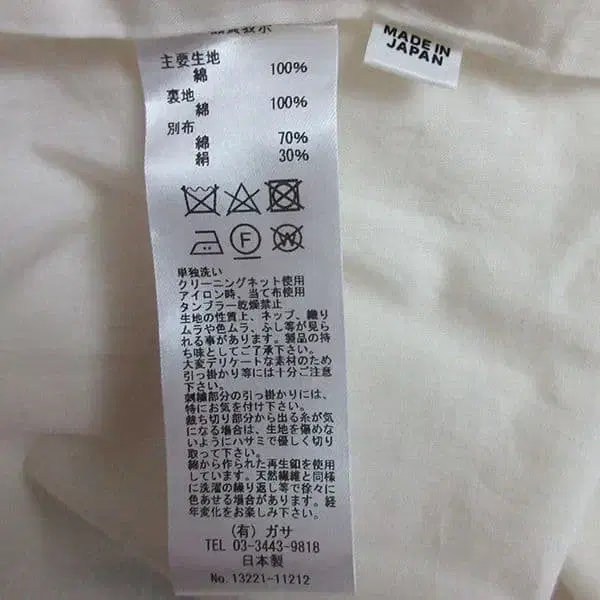 品質表示
主要生地
綿 100%
裏地
綿 100%
別布
綿 70%
絹 30%
F
W
単独洗い
クリーニングネット使用
アイロン時、当て布使用
タンブラー乾燥禁止
生地の性質上、ネップ、織り
ムラや色ムラ、ふし等が見ら
れる事があります。製品の持
ち味としてご了承下さい。
大変デリケートな素材のため
引っ掛かり等には十分ご注意
下さい。
刺繍部分の引っ掛かりには、
特にお気を付け下さい。
裁ち切り部分から出る糸が気
になる場合は、生地を傷めな
いようにハサミで優しく切り
取って下さい。
綿から作られた再生釦を使用
しています。天然繊維と同様
に洗濯の繰り返し等で徐々に
色あせる場合があります。経
年変化をお楽しみ下さい。
(有) ガサ
TEL 03-3443-9818
日本製
No. 13221-11212
MADE IN
JAPAN